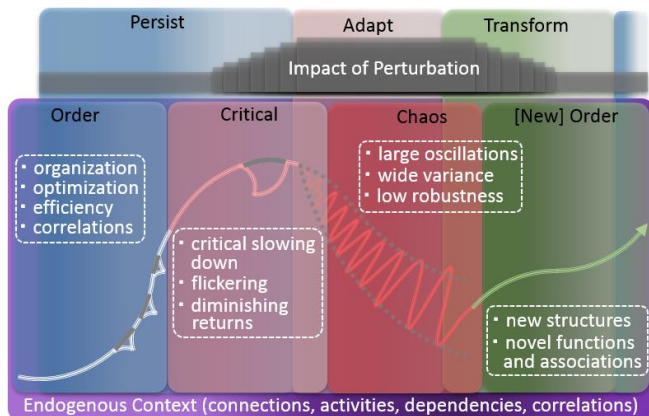 Persist
Adapt
Transform
Impact of Perturbation
Order
Critical
Chaos
[New] Order
▪ organization
▪ optimization
▪ efficiency
▪ correlations
▪ large oscillations
▪ wide variance
▪ low robustness
▪ critical slowing
down
▪ flickering
▪ diminishing
returns
▪ new structures
▪ novel functions
and associations
Endogenous Context (connections, activities, dependencies, correlations)